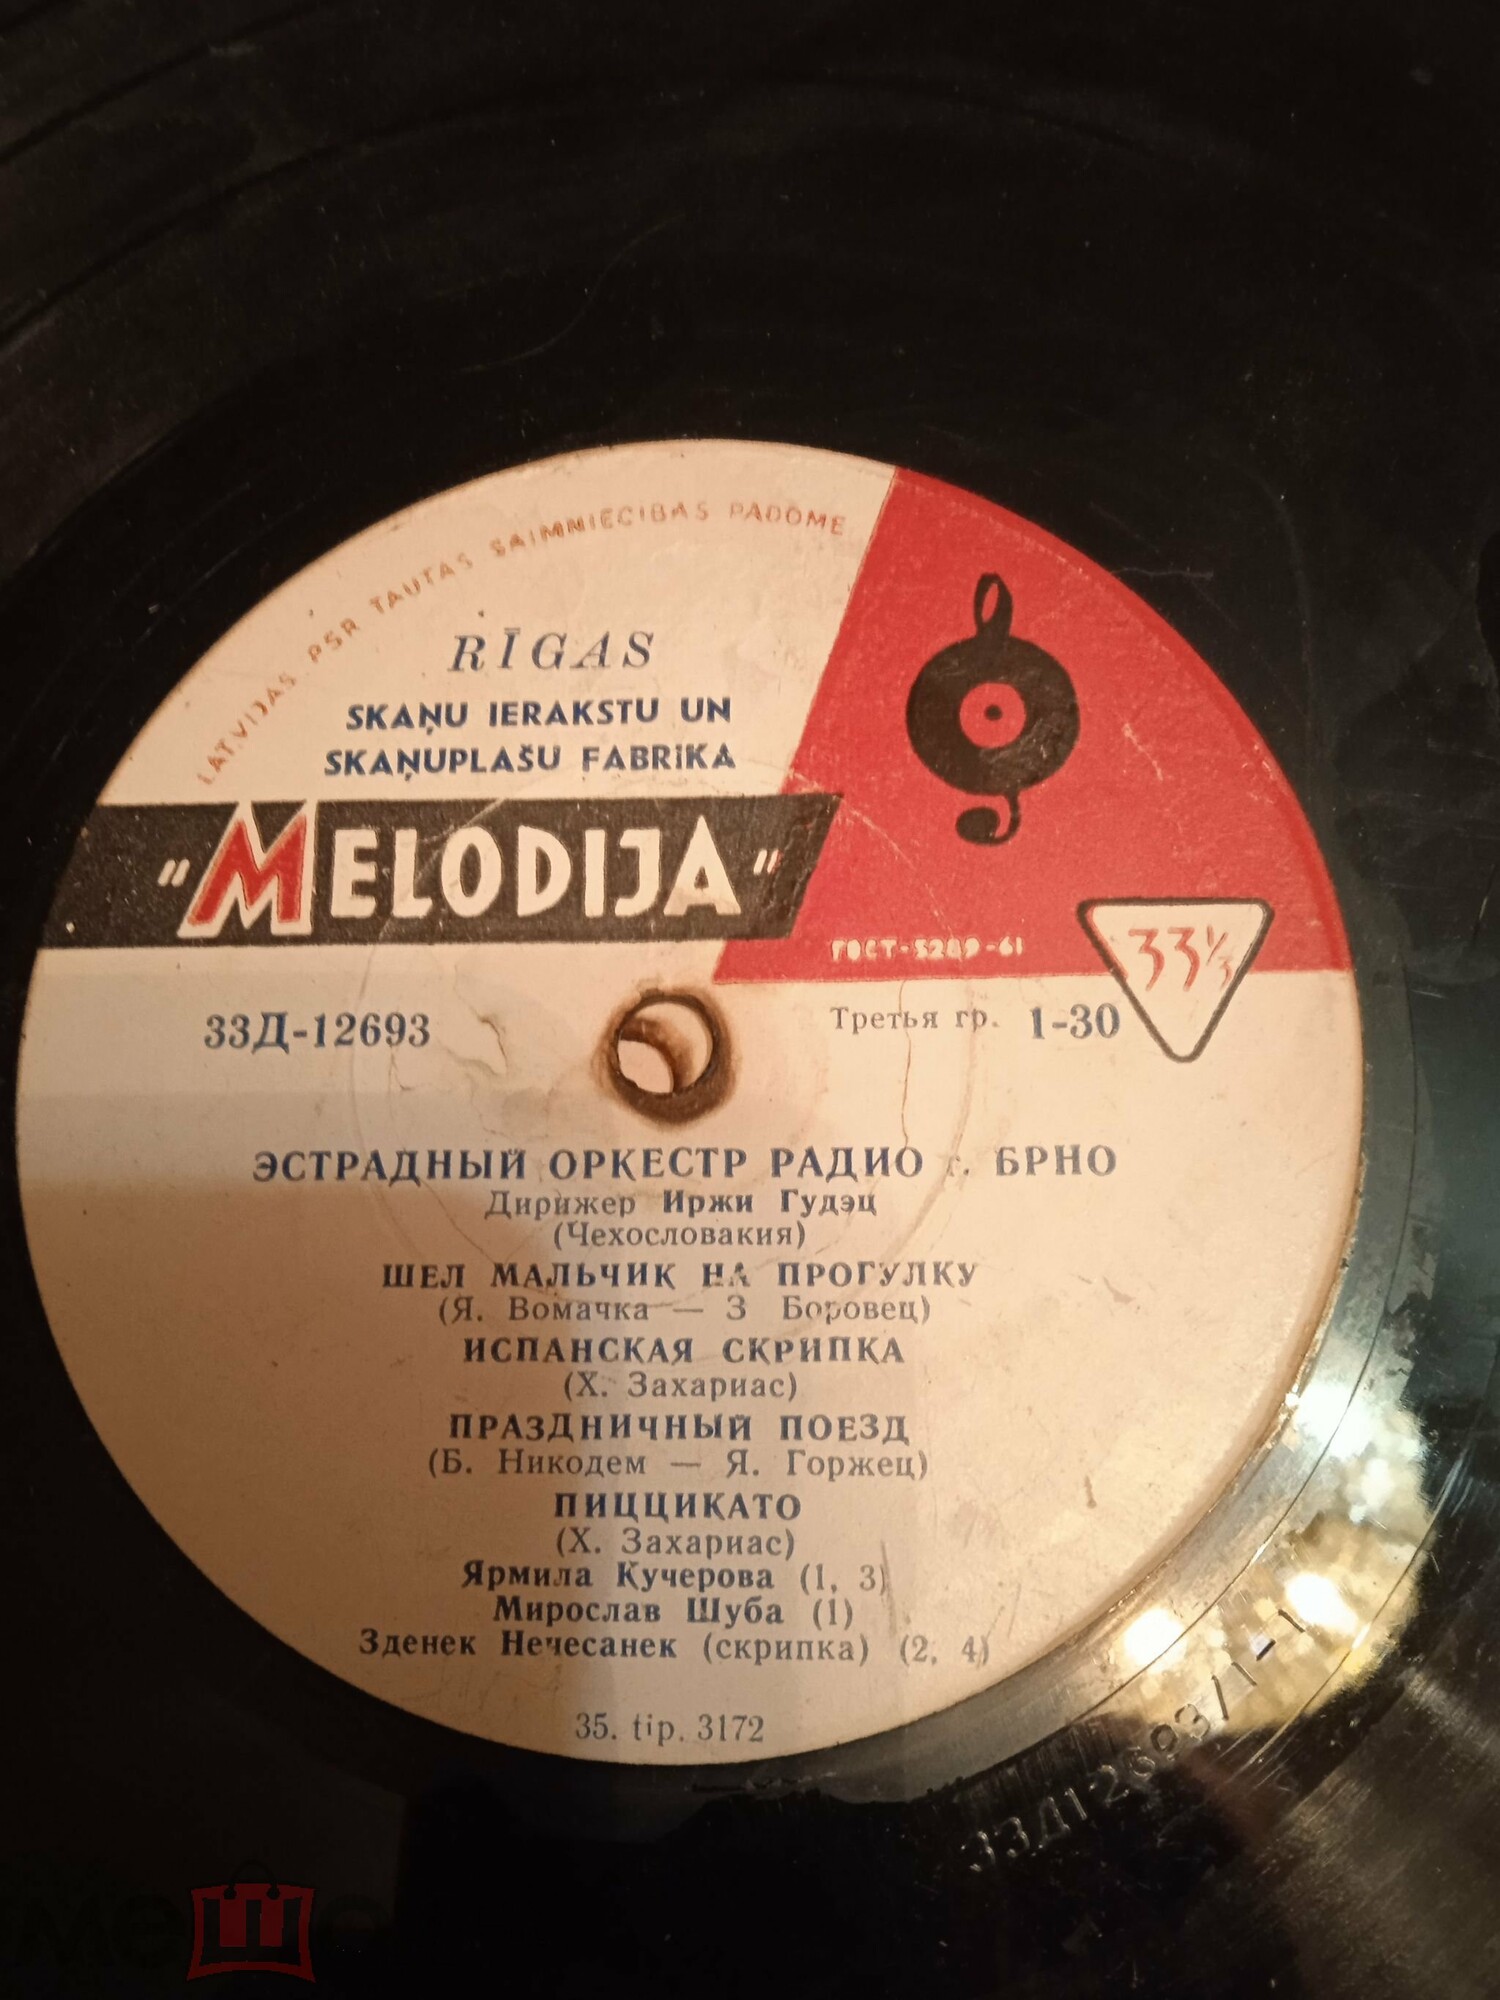 LATVIJAS PSR TAUTAS SAIMNIECIBAS PADOME
RĪGAS
SKAŅU IERAKSTU UN
SKAŅUPLAŠU FABRIKA
"MELODIJA"
ГОСТ-5289-61
33⅓
33Д-12693
Третья гр. 1-30
ЭСТРАДНЫЙ ОРКЕСТР РАДИО г. БРНО
Дирижер Иржи Гудэц
(Чехословакия)
ШЕЛ МАЛЬЧИК НА ПРОГУЛКУ
(Я. Вомачка — З Боровец)
ИСПАНСКАЯ СКРИПКА
(Х. Захариас)
ПРАЗДНИЧНЫЙ ПОЕЗД
(Б. Никодем — Я. Горжец)
ПИЦЦИКАТО
(Х. Захариас)
Ярмила Кучерова (1, 3)
Мирослав Шуба (1)
Зденек Нечесанек (скрипка) (2, 4)
35. tip. 3172
33Д12693/1-1